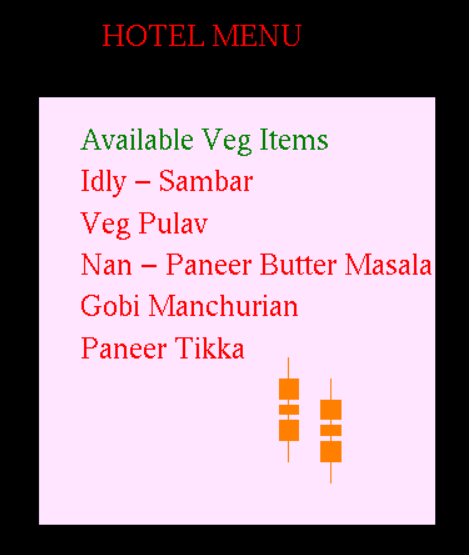 HOTEL MENU
Available Veg Items
Idly – Sambar
Veg Pulav
Nan – Paneer Butter Masala
Gobi Manchurian
Paneer Tikka